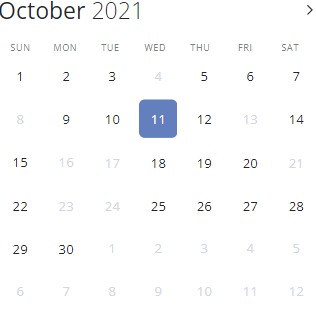 October 2021
SUN MON TUE WED THU FRI SAT
1 2 3 4 5 6 7
8 9 10 11 12 13 14
15 16 17 18 19 20 21
22 23 24 25 26 27 28
29 30 1 2 3 4 5
6 7 8 9 10 11 12